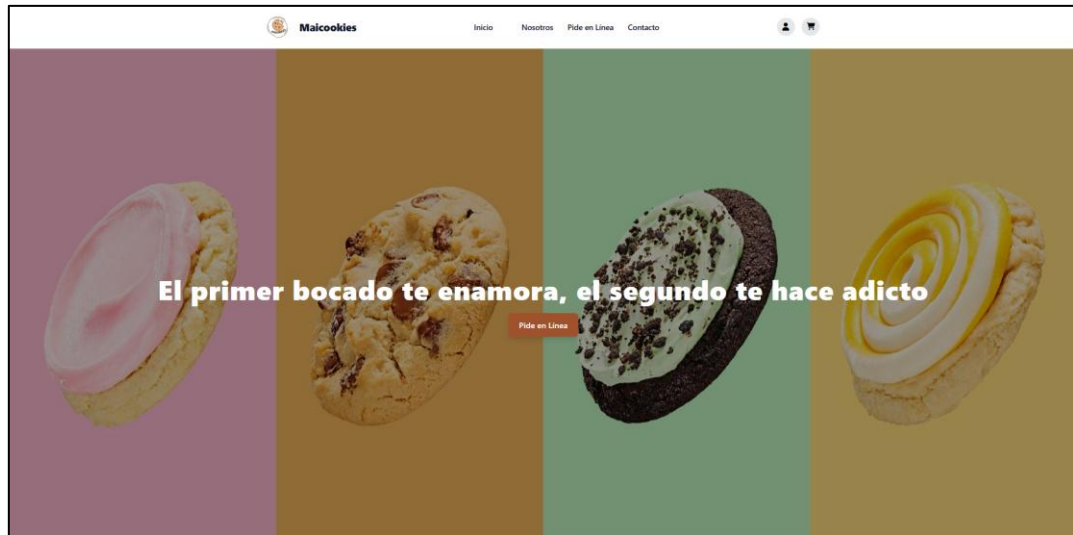 Maicookies
Inicio
Nosotros
Pide en Línea
Contacto
El primer bocado te enamora, el segundo te hace adicto
Pide en Línea